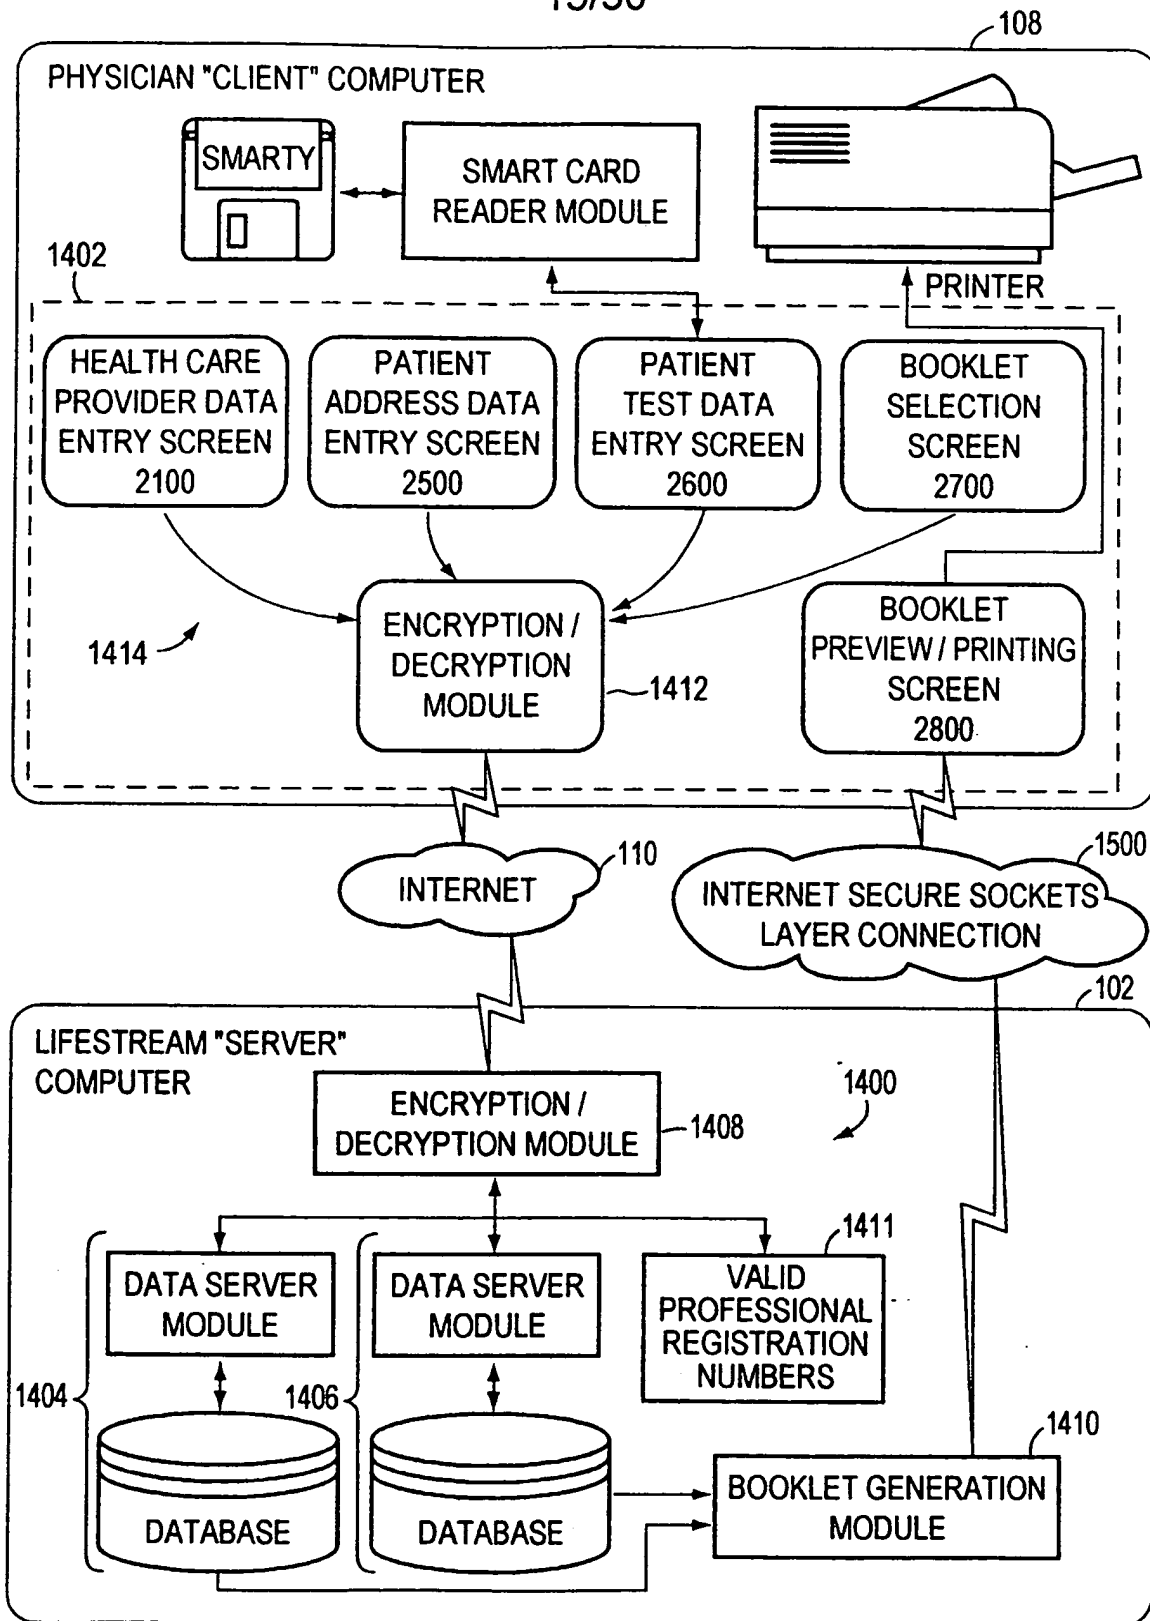 108
PHYSICIAN "CLIENT" COMPUTER
SMARTY
SMART CARD
READER MODULE
PRINTER
1402
HEALTH CARE
PROVIDER DATA
ENTRY SCREEN
2100
PATIENT
ADDRESS DATA
ENTRY SCREEN
2500
PATIENT
TEST DATA
ENTRY SCREEN
2600
BOOKLET
SELECTION
SCREEN
2700
1414
ENCRYPTION /
DECRYPTION
MODULE
1412
BOOKLET
PREVIEW / PRINTING
SCREEN
2800
110
INTERNET
1500
INTERNET SECURE SOCKETS
LAYER CONNECTION
102
LIFESTREAM "SERVER"
COMPUTER
1400
ENCRYPTION /
DECRYPTION MODULE
1408
1404
DATA SERVER
MODULE
DATABASE
1406
DATA SERVER
MODULE
DATABASE
1411
VALID
PROFESSIONAL
REGISTRATION
NUMBERS
1410
BOOKLET GENERATION
MODULE